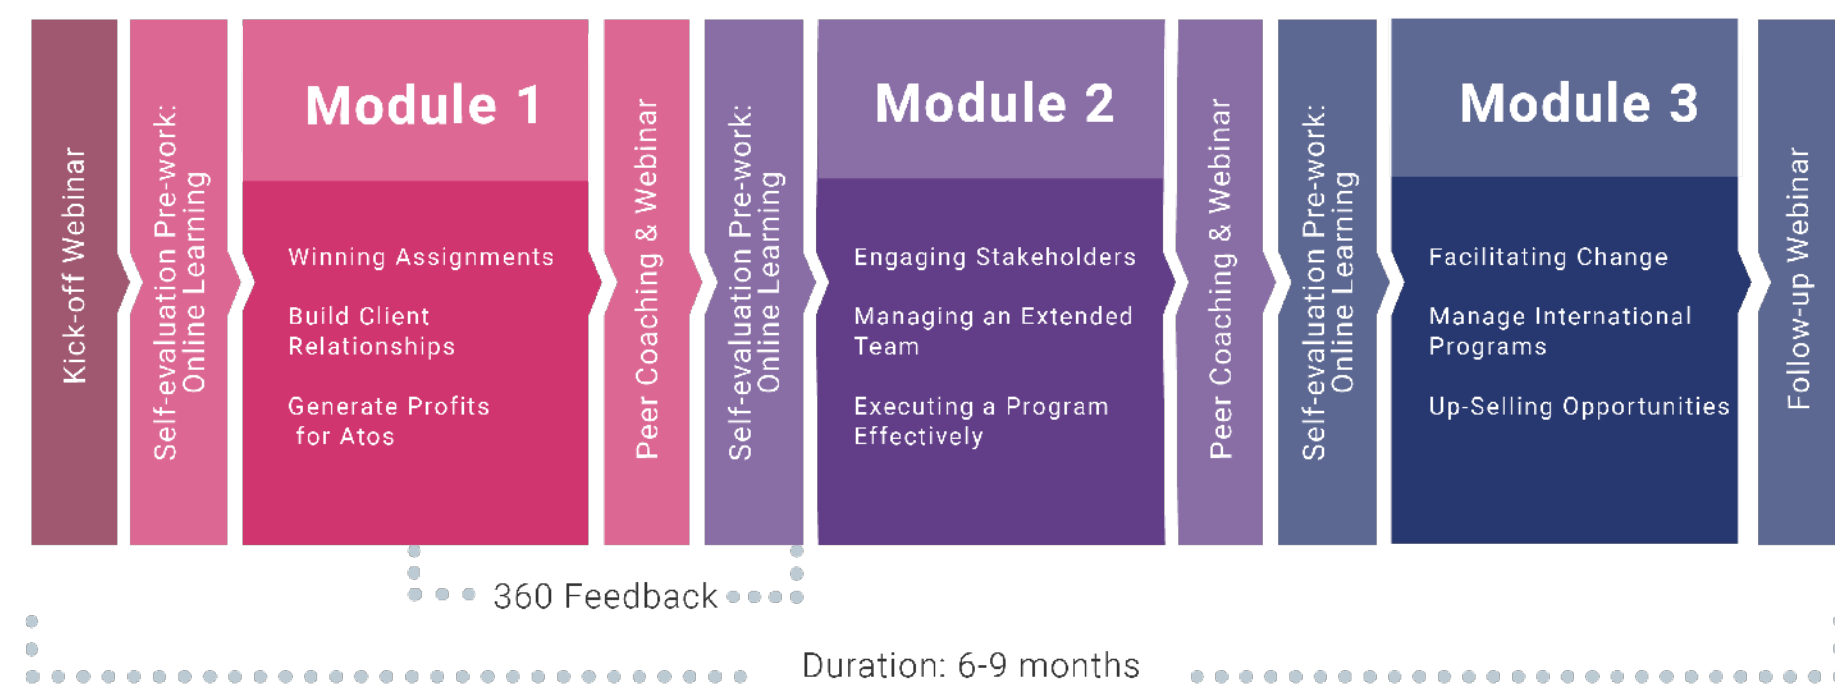 Kick-off Webinar
Self-evaluation Pre-work:
Online Learning
Module 1
Winning Assignments
Build Client
Relationships
Generate Profits
for Atos
Peer Coaching & Webinar
Self-evaluation Pre-work:
Online Learning
Module 2
Engaging Stakeholders
Managing an Extended
Team
Executing a Program
Effectively
Peer Coaching & Webinar
Self-evaluation Pre-work:
Online Learning
Module 3
Facilitating Change
Manage International
Programs
Up-Selling Opportunities
Follow-up Webinar
360 Feedback
Duration: 6-9 months